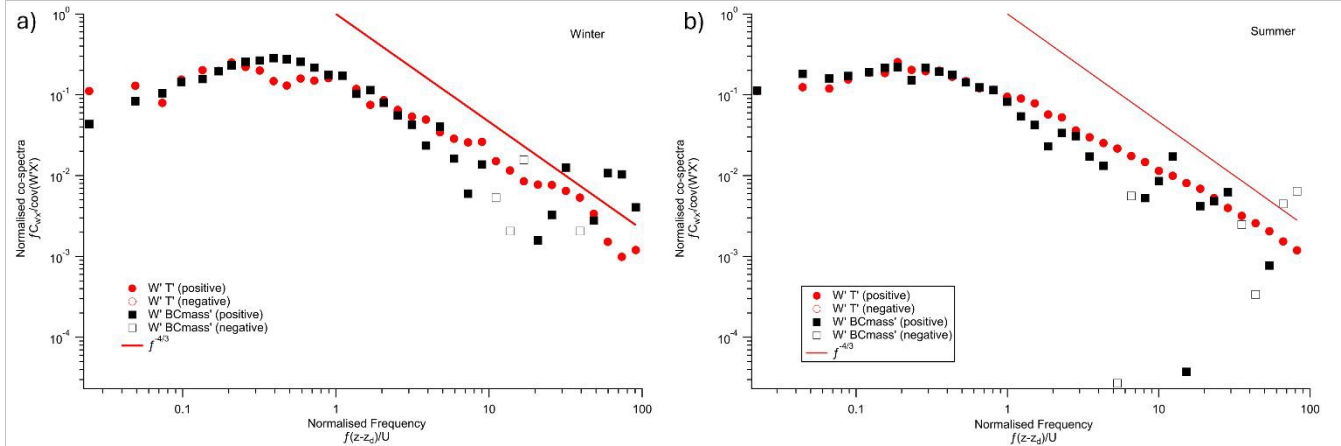 a)
Winter
Normalised co-spectra
fC_wx/cov(W'X')
10^0
10^-1
10^-2
10^-3
10^-4
W' T' (positive)
W' T' (negative)
W' BCmass' (positive)
W' BCmass' (negative)
f^-4/3
0.1
1
10
100
Normalised Frequency
f(z-z_d)/U
b)
Summer
Normalised co-spectra
fC_wx/cov(W'X')
10^0
10^-1
10^-2
10^-3
10^-4
W' T' (positive)
W' T' (negative)
W' BCmass' (positive)
W' BCmass' (negative)
f^-4/3
0.1
1
10
100
Normalised Frequency
f(z-z_d)/U